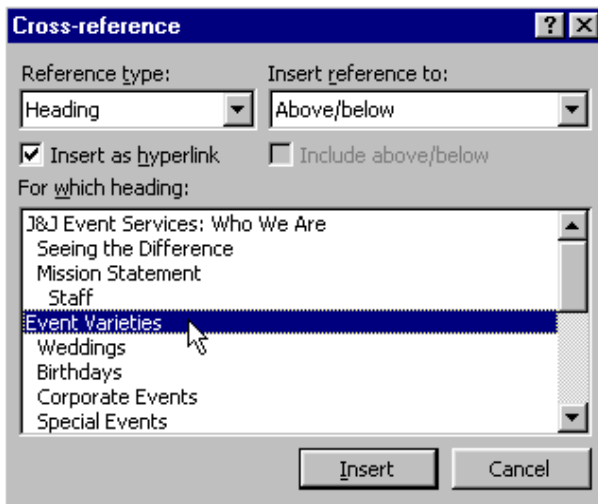 Cross-reference
Reference type: Insert reference to:
Heading Above/below
Insert as hyperlink Include above/below
For which heading:
J&J Event Services: Who We Are
Seeing the Difference
Mission Statement
Staff
Event Varieties
Weddings
Birthdays
Corporate Events
Special Events
Insert Cancel